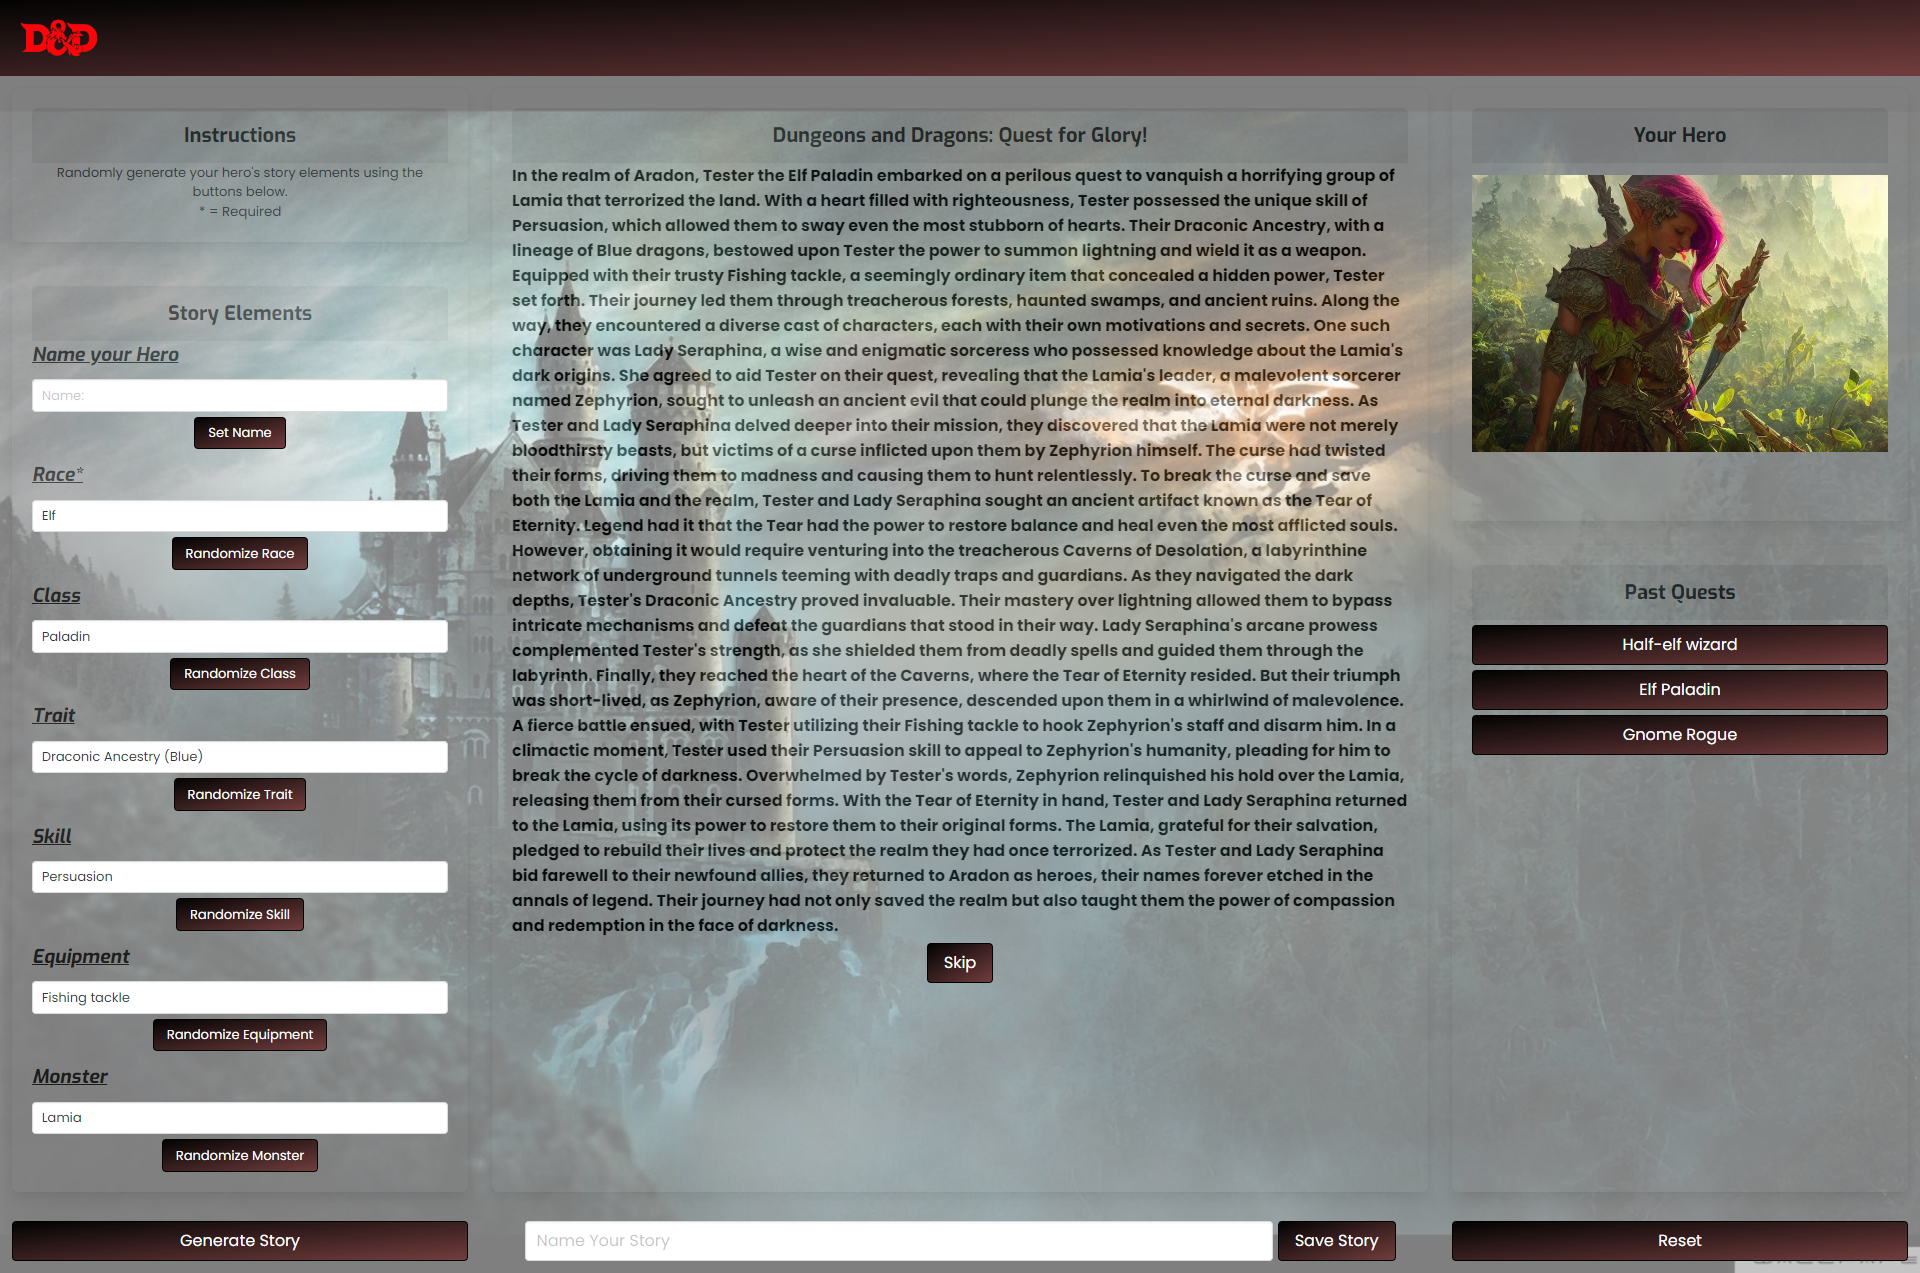 D&D
Instructions
Randomly generate your hero's story elements using the
buttons below.
* = Required
Story Elements
Name your Hero
Name:
Set Name
Race*
Elf
Randomize Race
Class
Paladin
Randomize Class
Trait
Draconic Ancestry (Blue)
Randomize Trait
Skill
Persuasion
Randomize Skill
Equipment
Fishing tackle
Randomize Equipment
Monster
Lamia
Randomize Monster
Generate Story
Dungeons and Dragons: Quest for Glory!
In the realm of Aradon, Tester the Elf Paladin embarked on a perilous quest to vanquish a horrifying group of
Lamia that terrorized the land. With a heart filled with righteousness, Tester possessed the unique skill of
Persuasion, which allowed them to sway even the most stubborn of hearts. Their Draconic Ancestry, with a
lineage of Blue dragons, bestowed upon Tester the power to summon lightning and wield it as a weapon.
Equipped with their trusty Fishing tackle, a seemingly ordinary item that concealed a hidden power, Tester
set forth. Their journey led them through treacherous forests, haunted swamps, and ancient ruins. Along the
way, they encountered a diverse cast of characters, each with their own motivations and secrets. One such
character was Lady Seraphina, a wise and enigmatic sorceress who possessed knowledge about the Lamia's
dark origins. She agreed to aid Tester on their quest, revealing that the Lamia's leader, a malevolent sorcerer
named Zephyrion, sought to unleash an ancient evil that could plunge the realm into eternal darkness. As
Tester and Lady Seraphina delved deeper into their mission, they discovered that the Lamia were not merely
bloodthirsty beasts, but victims of a curse inflicted upon them by Zephyrion himself. The curse had twisted
their forms, driving them to madness and causing them to hunt relentlessly. To break the curse and save
both the Lamia and the realm, Tester and Lady Seraphina sought an ancient artifact known as the Tear of
Eternity. Legend had it that the Tear had the power to restore balance and heal even the most afflicted souls.
However, obtaining it would require venturing into the treacherous Caverns of Desolation, a labyrinthine
network of underground tunnels teeming with deadly traps and guardians. As they navigated the dark
depths, Tester's Draconic Ancestry proved invaluable. Their mastery over lightning allowed them to bypass
intricate mechanisms and defeat the guardians that stood in their way. Lady Seraphina's arcane prowess
complemented Tester's strength, as she shielded them from deadly spells and guided them through the
labyrinth. Finally, they reached the heart of the Caverns, where the Tear of Eternity resided. But their triumph
was short-lived, as Zephyrion, aware of their presence, descended upon them in a whirlwind of malevolence.
A fierce battle ensued, with Tester utilizing their Fishing tackle to hook Zephyrion's staff and disarm him. In a
climactic moment, Tester used their Persuasion skill to appeal to Zephyrion's humanity, pleading for him to
break the cycle of darkness. Overwhelmed by Tester's words, Zephyrion relinquished his hold over the Lamia,
releasing them from their cursed forms. With the Tear of Eternity in hand, Tester and Lady Seraphina returned
to the Lamia, using its power to restore them to their original forms. The Lamia, grateful for their salvation,
pledged to rebuild their lives and protect the realm they had once terrorized. As Tester and Lady Seraphina
bid farewell to their newfound allies, they returned to Aradon as heroes, their names forever etched in the
annals of legend. Their journey had not only saved the realm but also taught them the power of compassion
and redemption in the face of darkness.
Skip
Name Your Story
Save Story
Your Hero
Past Quests
Half-elf wizard
Elf Paladin
Gnome Rogue
Reset